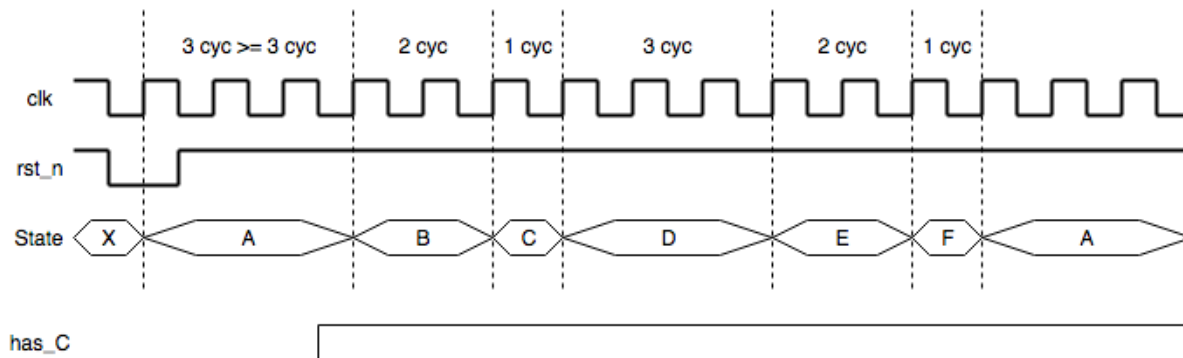 3 cyc >= 3 cyc 2 cyc 1 cyc 3 cyc 2 cyc 1 cyc
clk
rst_n
State X A B C D E F A
has_C